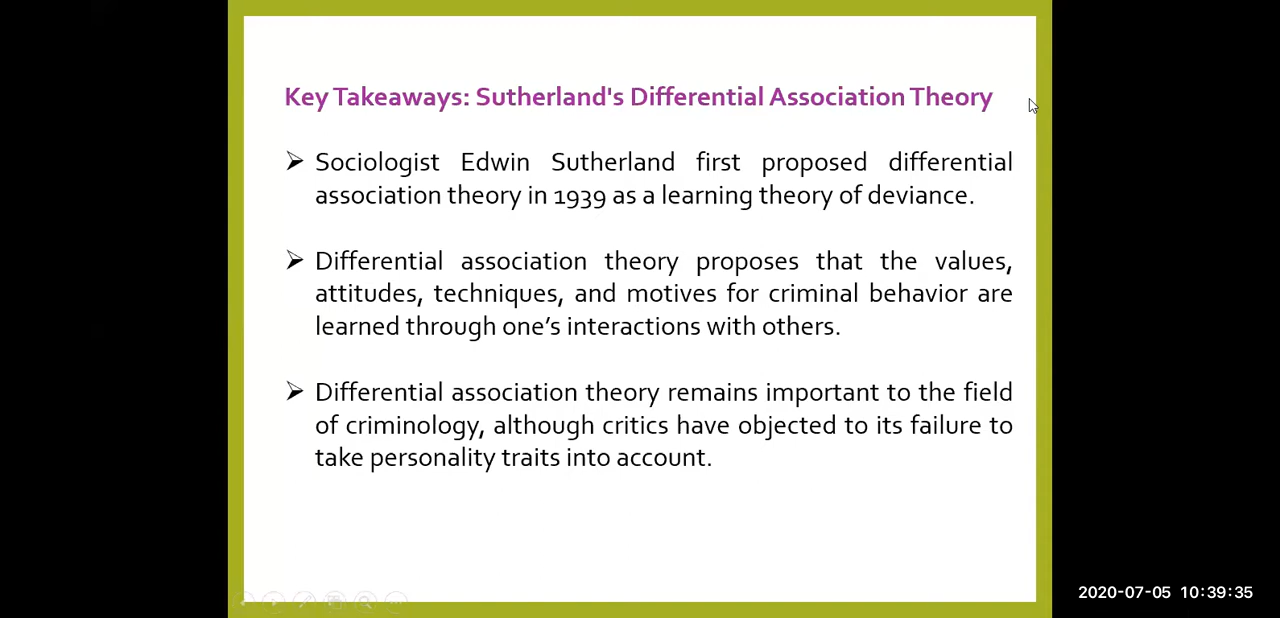 Key Takeaways: Sutherland's Differential Association Theory
➢ Sociologist Edwin Sutherland first proposed differential
association theory in 1939 as a learning theory of deviance.
➢ Differential association theory proposes that the values,
attitudes, techniques, and motives for criminal behavior are
learned through one’s interactions with others.
➢ Differential association theory remains important to the field
of criminology, although critics have objected to its failure to
take personality traits into account.
2020-07-05 10:39:35